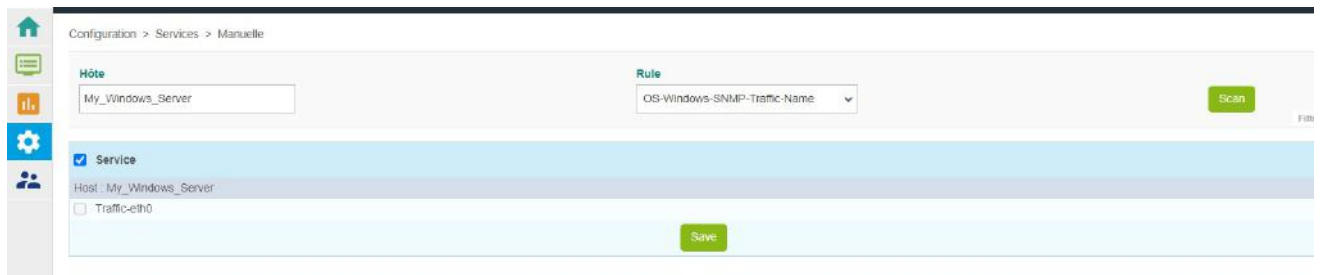 Configuration > Services > Manuelle
Hôte
Rule
My_Windows_Server
OS-Windows-SNMP-Traffic-Name
Scan
Service
Host : My_Windows_Server
Traffic-eth0
Save